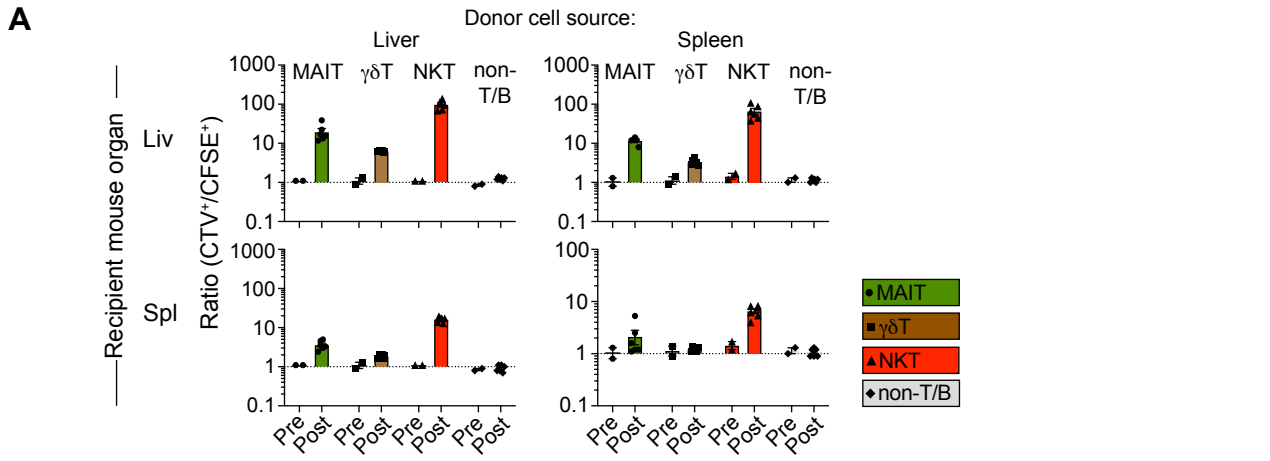 A
Donor cell source:
Liver
Spleen
Recipient mouse organ
Liv
Spl
Ratio (CTV⁺/CFSE⁺)
1000
100
10
1
0.1
MAIT
γδT
NKT
non-
T/B
1000
100
10
1
0.1
MAIT
γδT
NKT
non-
T/B
1000
100
10
1
0.1
Pre
Post
Pre
Post
Pre
Post
Pre
Post
100
10
1
0.1
Pre
Post
Pre
Post
Pre
Post
Pre
Post
MAIT
γδT
NKT
non-T/B